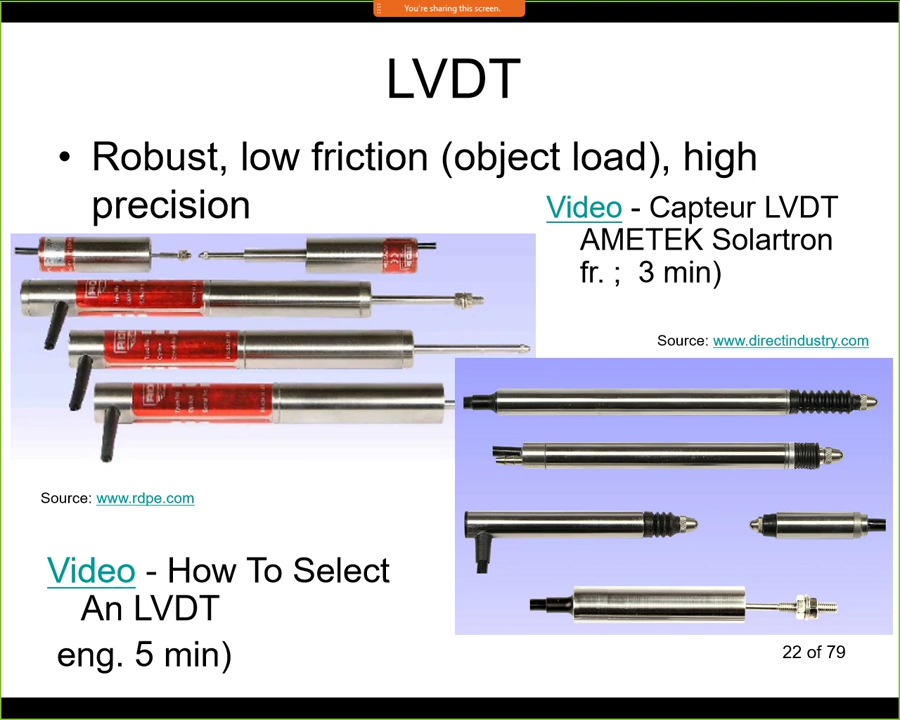 You're sharing this screen.
LVDT
• Robust, low friction (object load), high
precision
Video - Capteur LVDT
AMETEK Solartron
fr. ; 3 min)
Source: www.directindustry.com
Source: www.rdpe.com
Video - How To Select
An LVDT
eng. 5 min)
22 of 79